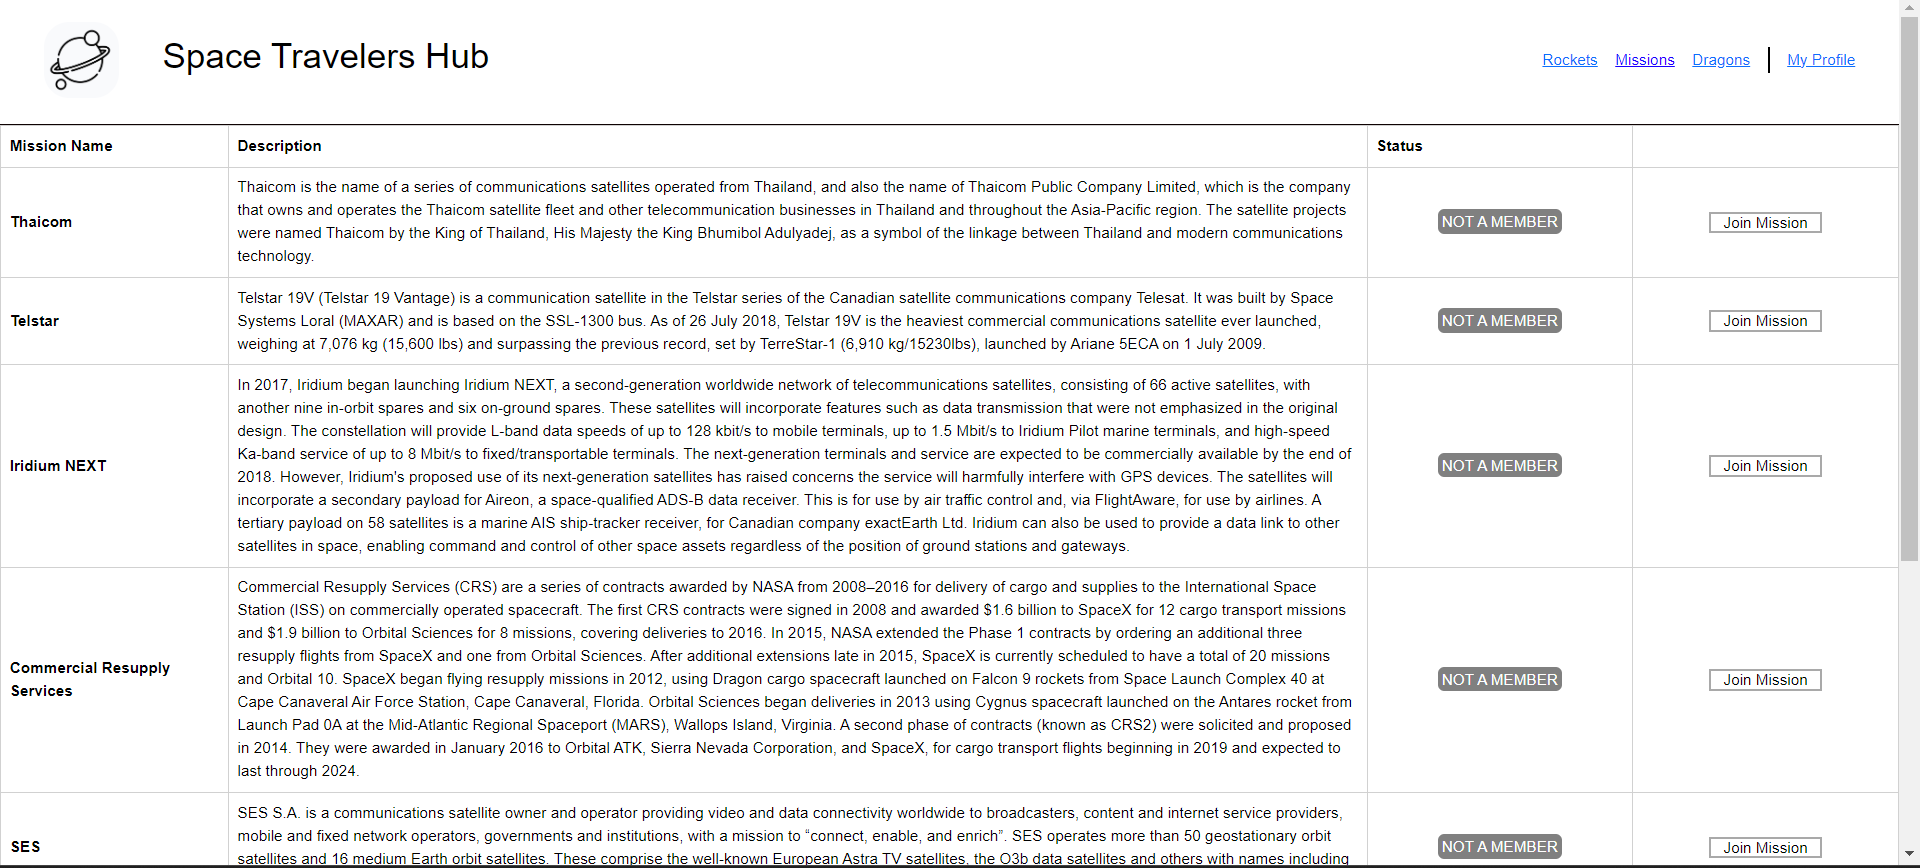 Space Travelers Hub
Rockets Missions Dragons My Profile
Mission Name Description Status
Thaicom
Thaicom is the name of a series of communications satellites operated from Thailand, and also the name of Thaicom Public Company Limited, which is the company
that owns and operates the Thaicom satellite fleet and other telecommunication businesses in Thailand and throughout the Asia-Pacific region. The satellite projects
were named Thaicom by the King of Thailand, His Majesty the King Bhumibol Adulyadej, as a symbol of the linkage between Thailand and modern communications
technology.
NOT A MEMBER
Join Mission
Telstar
Telstar 19V (Telstar 19 Vantage) is a communication satellite in the Telstar series of the Canadian satellite communications company Telesat. It was built by Space
Systems Loral (MAXAR) and is based on the SSL-1300 bus. As of 26 July 2018, Telstar 19V is the heaviest commercial communications satellite ever launched,
weighing at 7,076 kg (15,600 lbs) and surpassing the previous record, set by TerreStar-1 (6,910 kg/15230lbs), launched by Ariane 5ECA on 1 July 2009.
NOT A MEMBER
Join Mission
Iridium NEXT
In 2017, Iridium began launching Iridium NEXT, a second-generation worldwide network of telecommunications satellites, consisting of 66 active satellites, with
another nine in-orbit spares and six on-ground spares. These satellites will incorporate features such as data transmission that were not emphasized in the original
design. The constellation will provide L-band data speeds of up to 128 kbit/s to mobile terminals, up to 1.5 Mbit/s to Iridium Pilot marine terminals, and high-speed
Ka-band service of up to 8 Mbit/s to fixed/transportable terminals. The next-generation terminals and service are expected to be commercially available by the end of
2018. However, Iridium's proposed use of its next-generation satellites has raised concerns the service will harmfully interfere with GPS devices. The satellites will
incorporate a secondary payload for Aireon, a space-qualified ADS-B data receiver. This is for use by air traffic control and, via FlightAware, for use by airlines. A
tertiary payload on 58 satellites is a marine AIS ship-tracker receiver, for Canadian company exactEarth Ltd. Iridium can also be used to provide a data link to other
satellites in space, enabling command and control of other space assets regardless of the position of ground stations and gateways.
NOT A MEMBER
Join Mission
Commercial Resupply
Services
Commercial Resupply Services (CRS) are a series of contracts awarded by NASA from 2008–2016 for delivery of cargo and supplies to the International Space
Station (ISS) on commercially operated spacecraft. The first CRS contracts were signed in 2008 and awarded $1.6 billion to SpaceX for 12 cargo transport missions
and $1.9 billion to Orbital Sciences for 8 missions, covering deliveries to 2016. In 2015, NASA extended the Phase 1 contracts by ordering an additional three
resupply flights from SpaceX and one from Orbital Sciences. After additional extensions late in 2015, SpaceX is currently scheduled to have a total of 20 missions
and Orbital 10. SpaceX began flying resupply missions in 2012, using Dragon cargo spacecraft launched on Falcon 9 rockets from Space Launch Complex 40 at
Cape Canaveral Air Force Station, Cape Canaveral, Florida. Orbital Sciences began deliveries in 2013 using Cygnus spacecraft launched on the Antares rocket from
Launch Pad 0A at the Mid-Atlantic Regional Spaceport (MARS), Wallops Island, Virginia. A second phase of contracts (known as CRS2) were solicited and proposed
in 2014. They were awarded in January 2016 to Orbital ATK, Sierra Nevada Corporation, and SpaceX, for cargo transport flights beginning in 2019 and expected to
last through 2024.
NOT A MEMBER
Join Mission
SES
SES S.A. is a communications satellite owner and operator providing video and data connectivity worldwide to broadcasters, content and internet service providers,
mobile and fixed network operators, governments and institutions, with a mission to “connect, enable, and enrich”. SES operates more than 50 geostationary orbit
satellites and 16 medium Earth orbit satellites. These comprise the well-known European Astra TV satellites, the O3b data satellites and others with names including
NOT A MEMBER
Join Mission